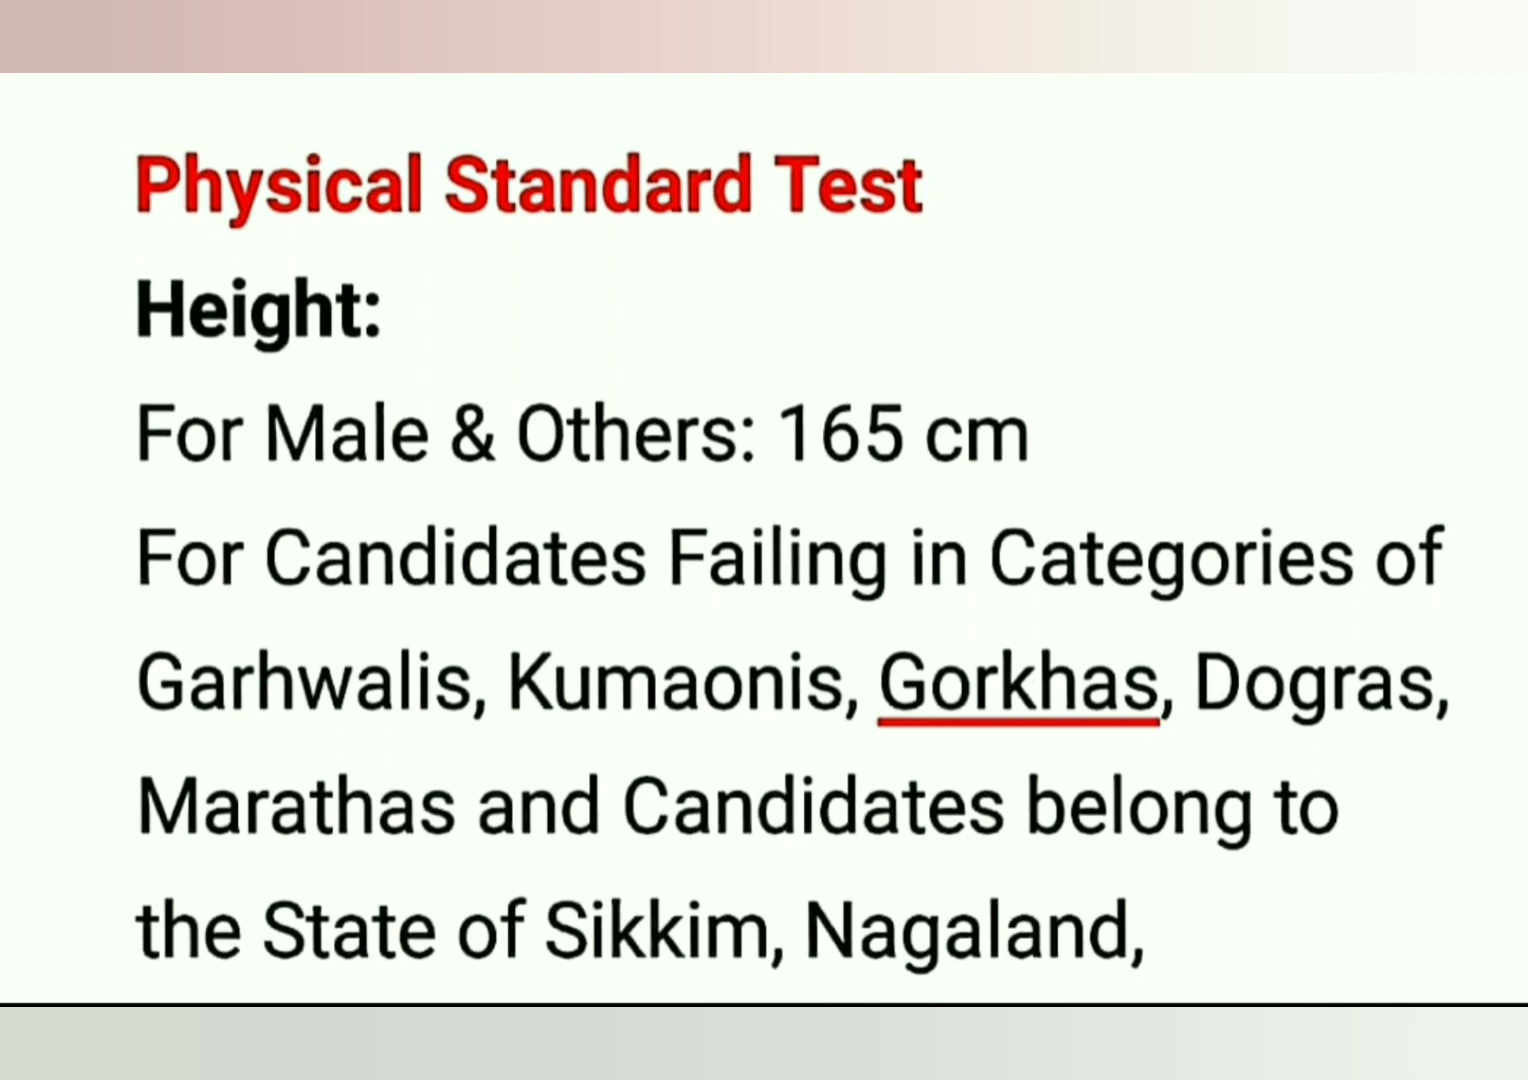 Physical Standard Test
Height:
For Male & Others: 165 cm
For Candidates Failing in Categories of
Garhwalis, Kumaonis, Gorkhas, Dogras,
Marathas and Candidates belong to
the State of Sikkim, Nagaland,